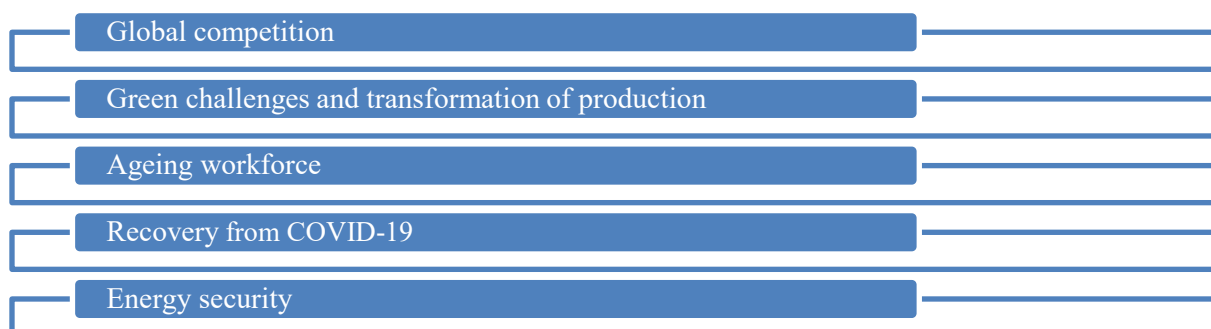 Global competition
Green challenges and transformation of production
Ageing workforce
Recovery from COVID-19
Energy security